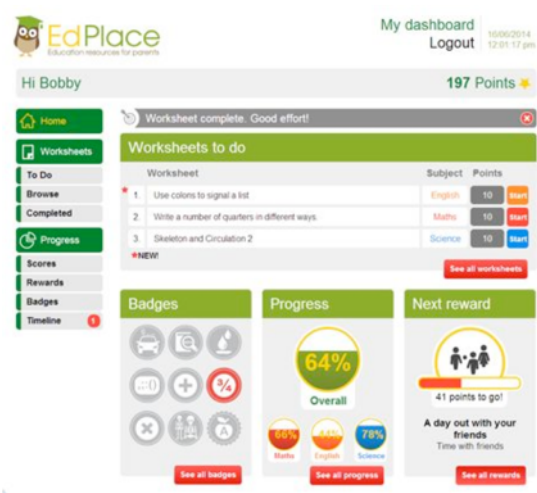 EdPlace
Education resources for parents
My dashboard
Logout
16/06/2014
12:01:17 pm
Hi Bobby
197 Points
Home
Worksheets
To Do
Browse
Completed
Progress
Scores
Rewards
Badges
Timeline 1
Worksheet complete. Good effort!
Worksheets to do
Worksheet Subject Points
* 1. Use colons to signal a list English 10 Start
2. Write a number of quarters in different ways Maths 10 Start
3. Skeleton and Circulation 2 Science 10 Start
*NEW!
See all worksheets
Badges
3/4
A
See all badges
Progress
64%
Overall
66% 44% 78%
Maths English Science
See all progress
Next reward
41 points to go!
A day out with your
friends
Time with friends
See all rewards